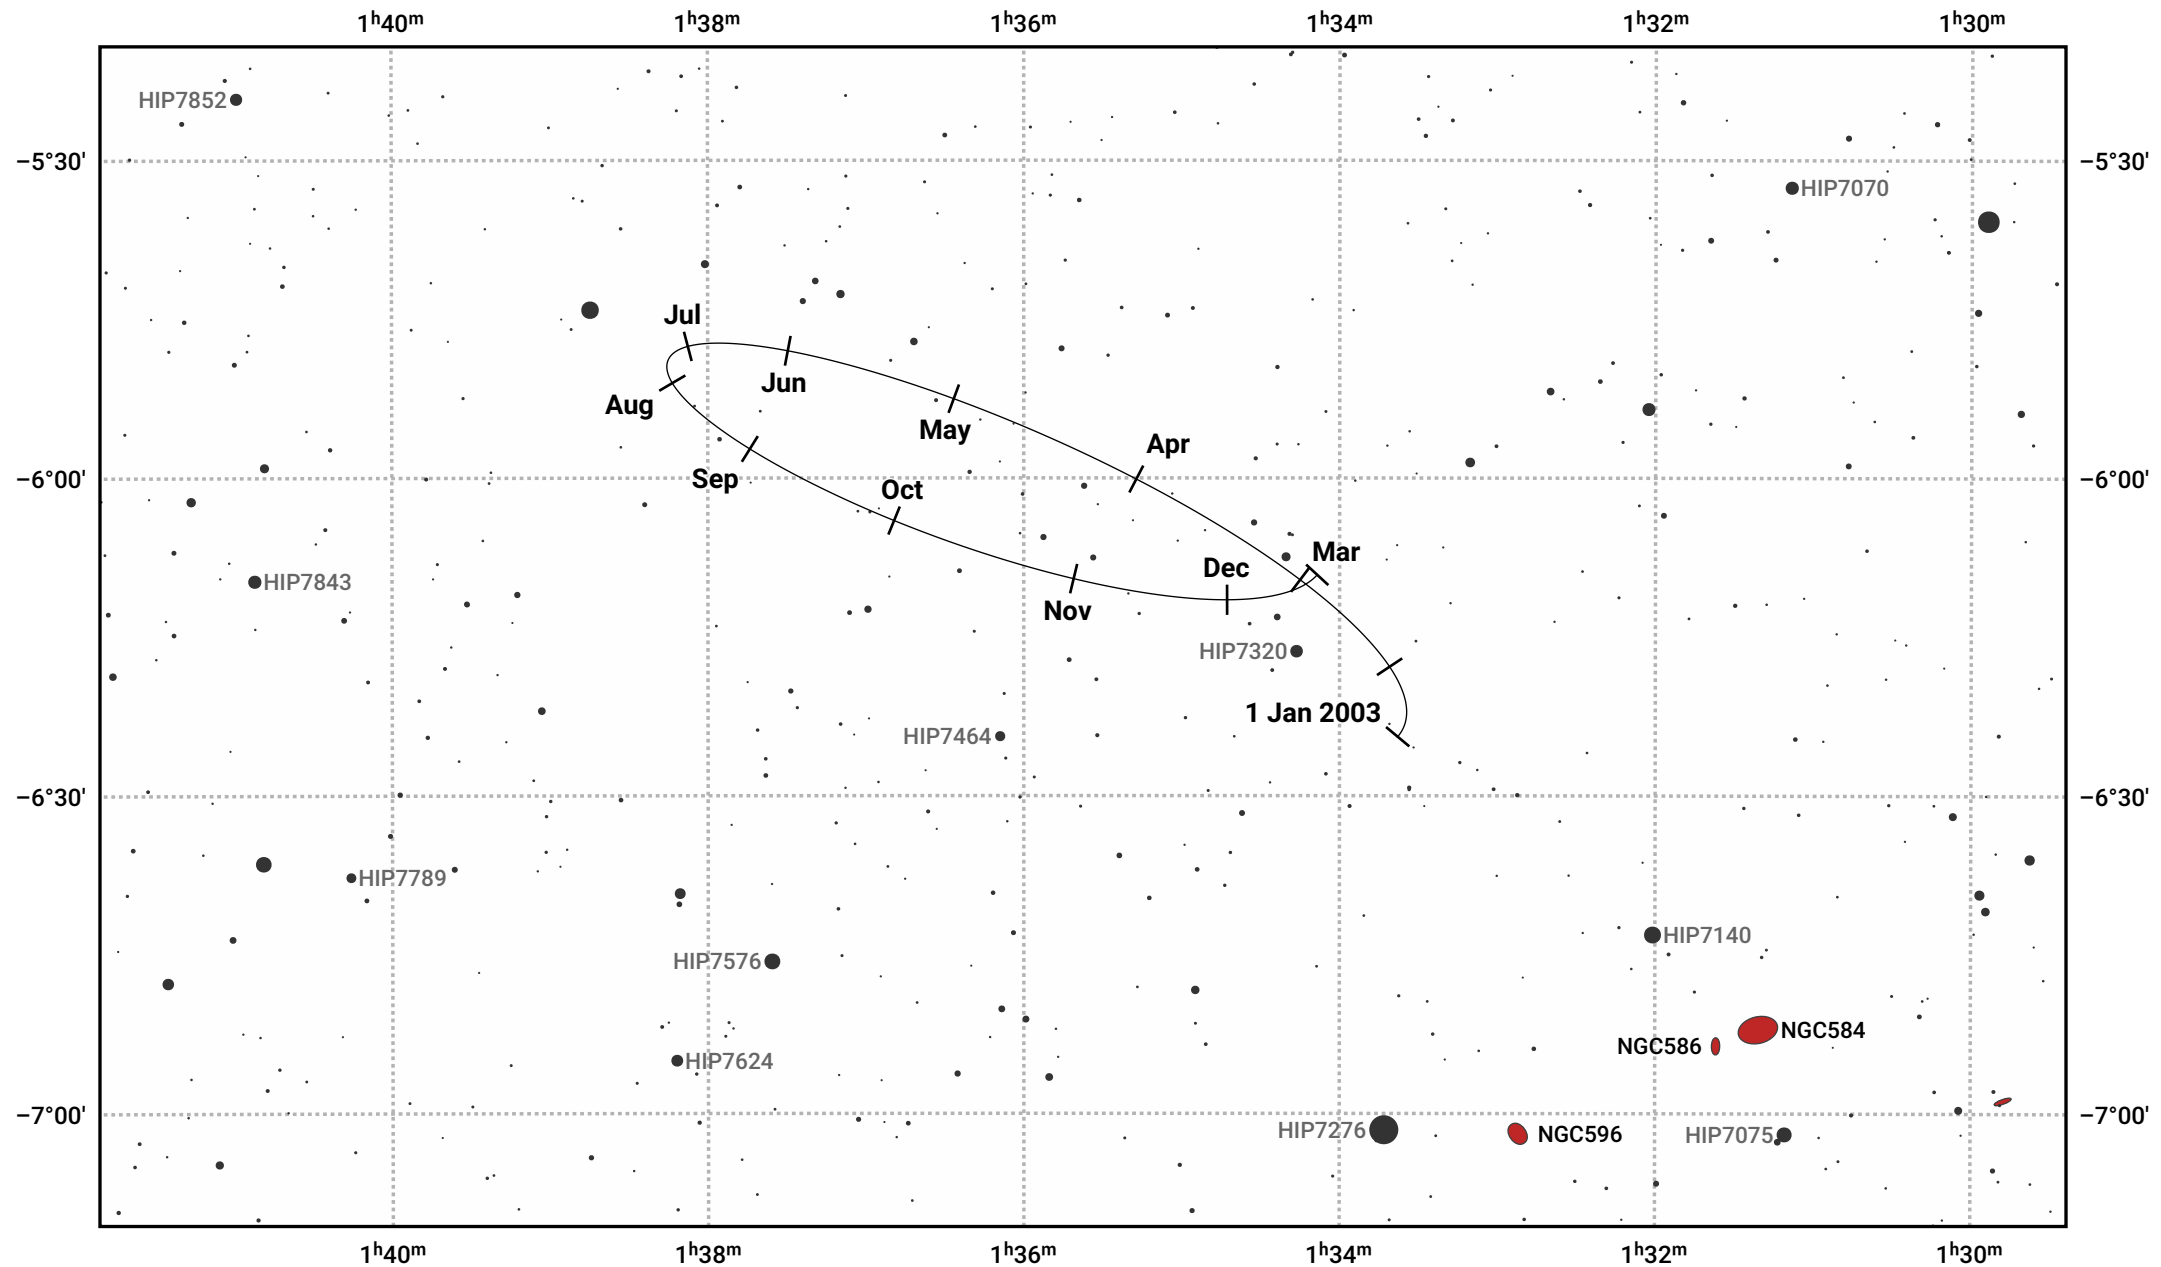 1ʰ40ᵐ 1ʰ38ᵐ 1ʰ36ᵐ 1ʰ34ᵐ 1ʰ32ᵐ 1ʰ30ᵐ
HIP7852
−5°30' −5°30'
HIP7070
Jul
Jun
Aug
May
Apr
Sep
−6°00' −6°00'
Oct
Mar
Dec
HIP7843
Nov
HIP7320
1 Jan 2003
HIP7464
−6°30' −6°30'
HIP7789
HIP7140
HIP7576
NGC584
NGC586
HIP7624
−7°00' −7°00'
HIP7276
NGC596
HIP7075
1ʰ40ᵐ 1ʰ38ᵐ 1ʰ36ᵐ 1ʰ34ᵐ 1ʰ32ᵐ 1ʰ30ᵐ